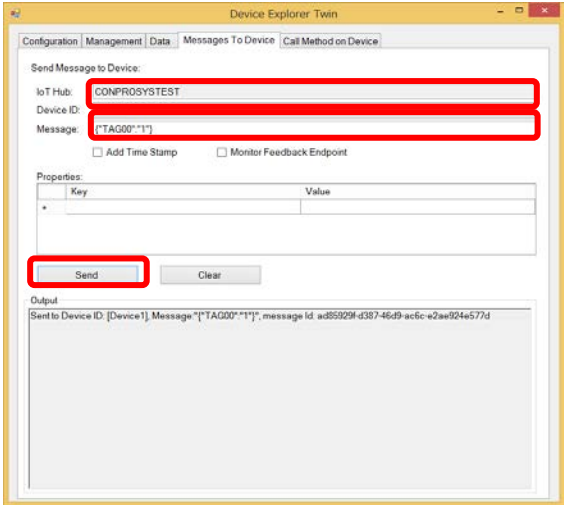 Device Explorer Twin
Configuration Management Data Messages To Device Call Method on Device
Send Message to Device:
IoT Hub: CONPROSYSTEST
Device ID:
Message: {"TAG00":"1"}
Add Time Stamp Monitor Feedback Endpoint
Properties:
Key Value
Send Clear
Output
Sent to Device ID: [Device1], Message:"{"TAG00":"1"}", message Id: ad85929f-d387-46d9-ac6c-e2ae924e577d